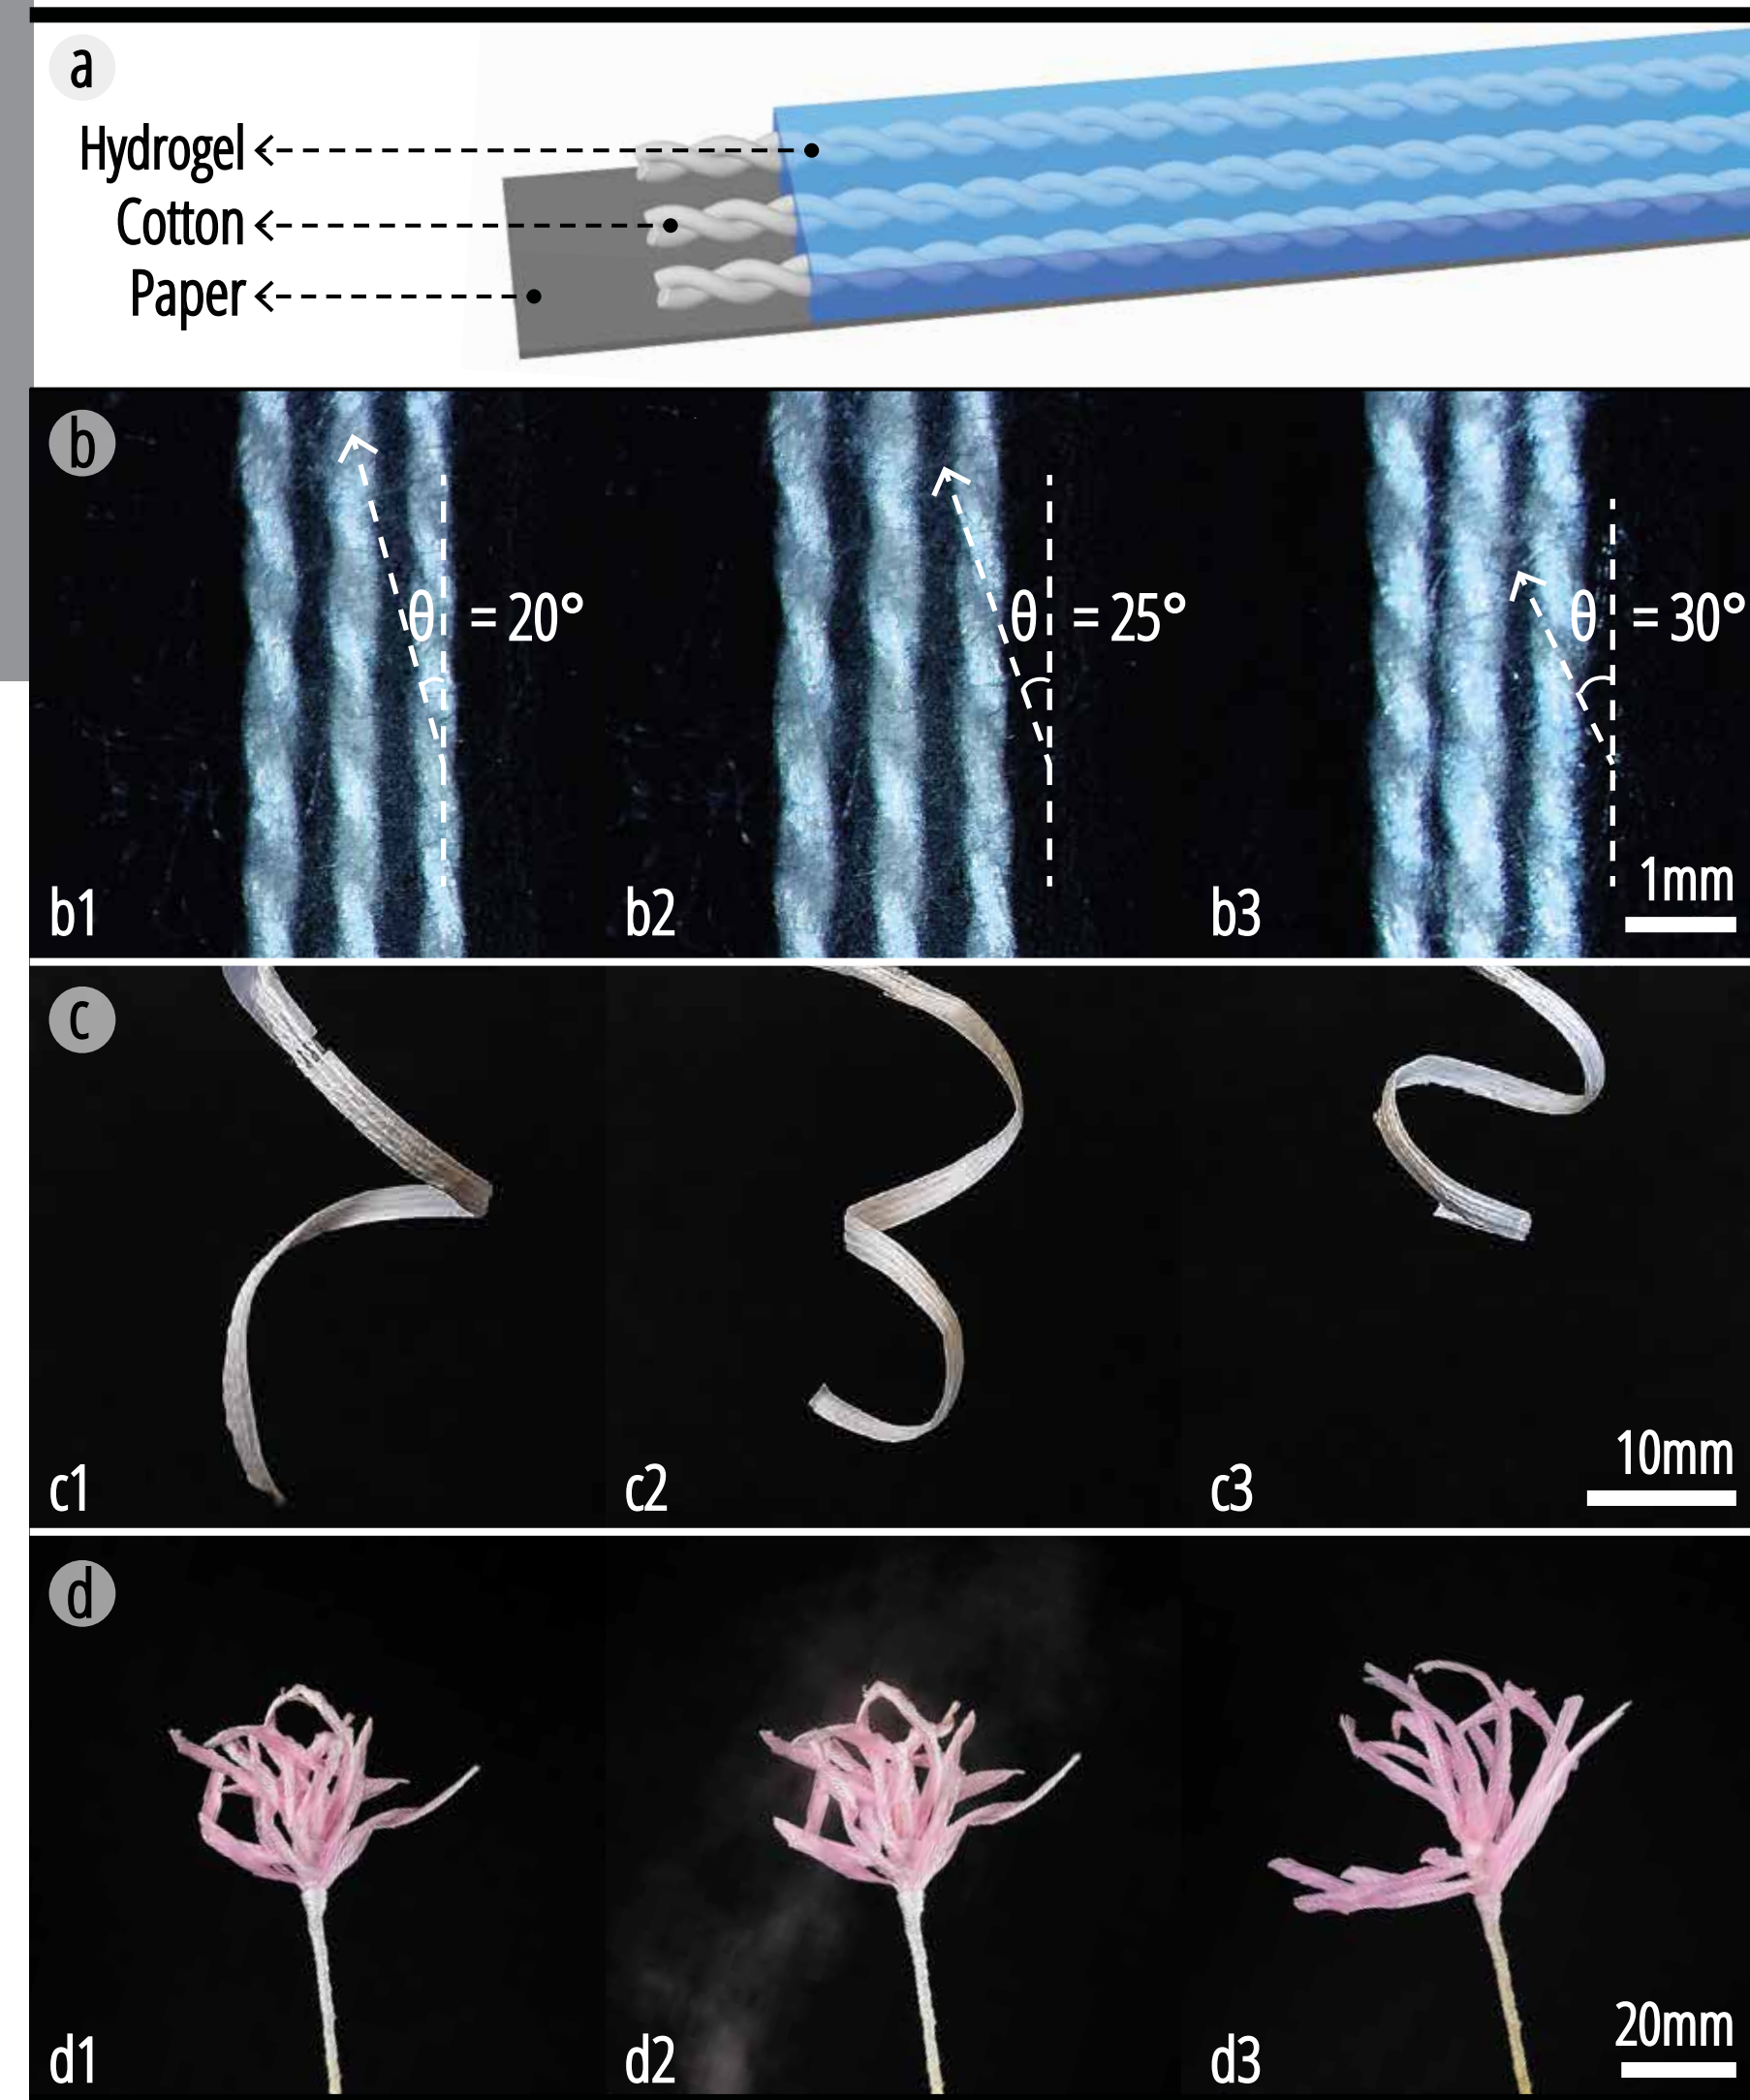 a
Hydrogel
Cotton
Paper
b
θ = 20°
θ = 25°
θ = 30°
1mm
b1
b2
b3
c
10mm
c1
c2
c3
d
20mm
d1
d2
d3